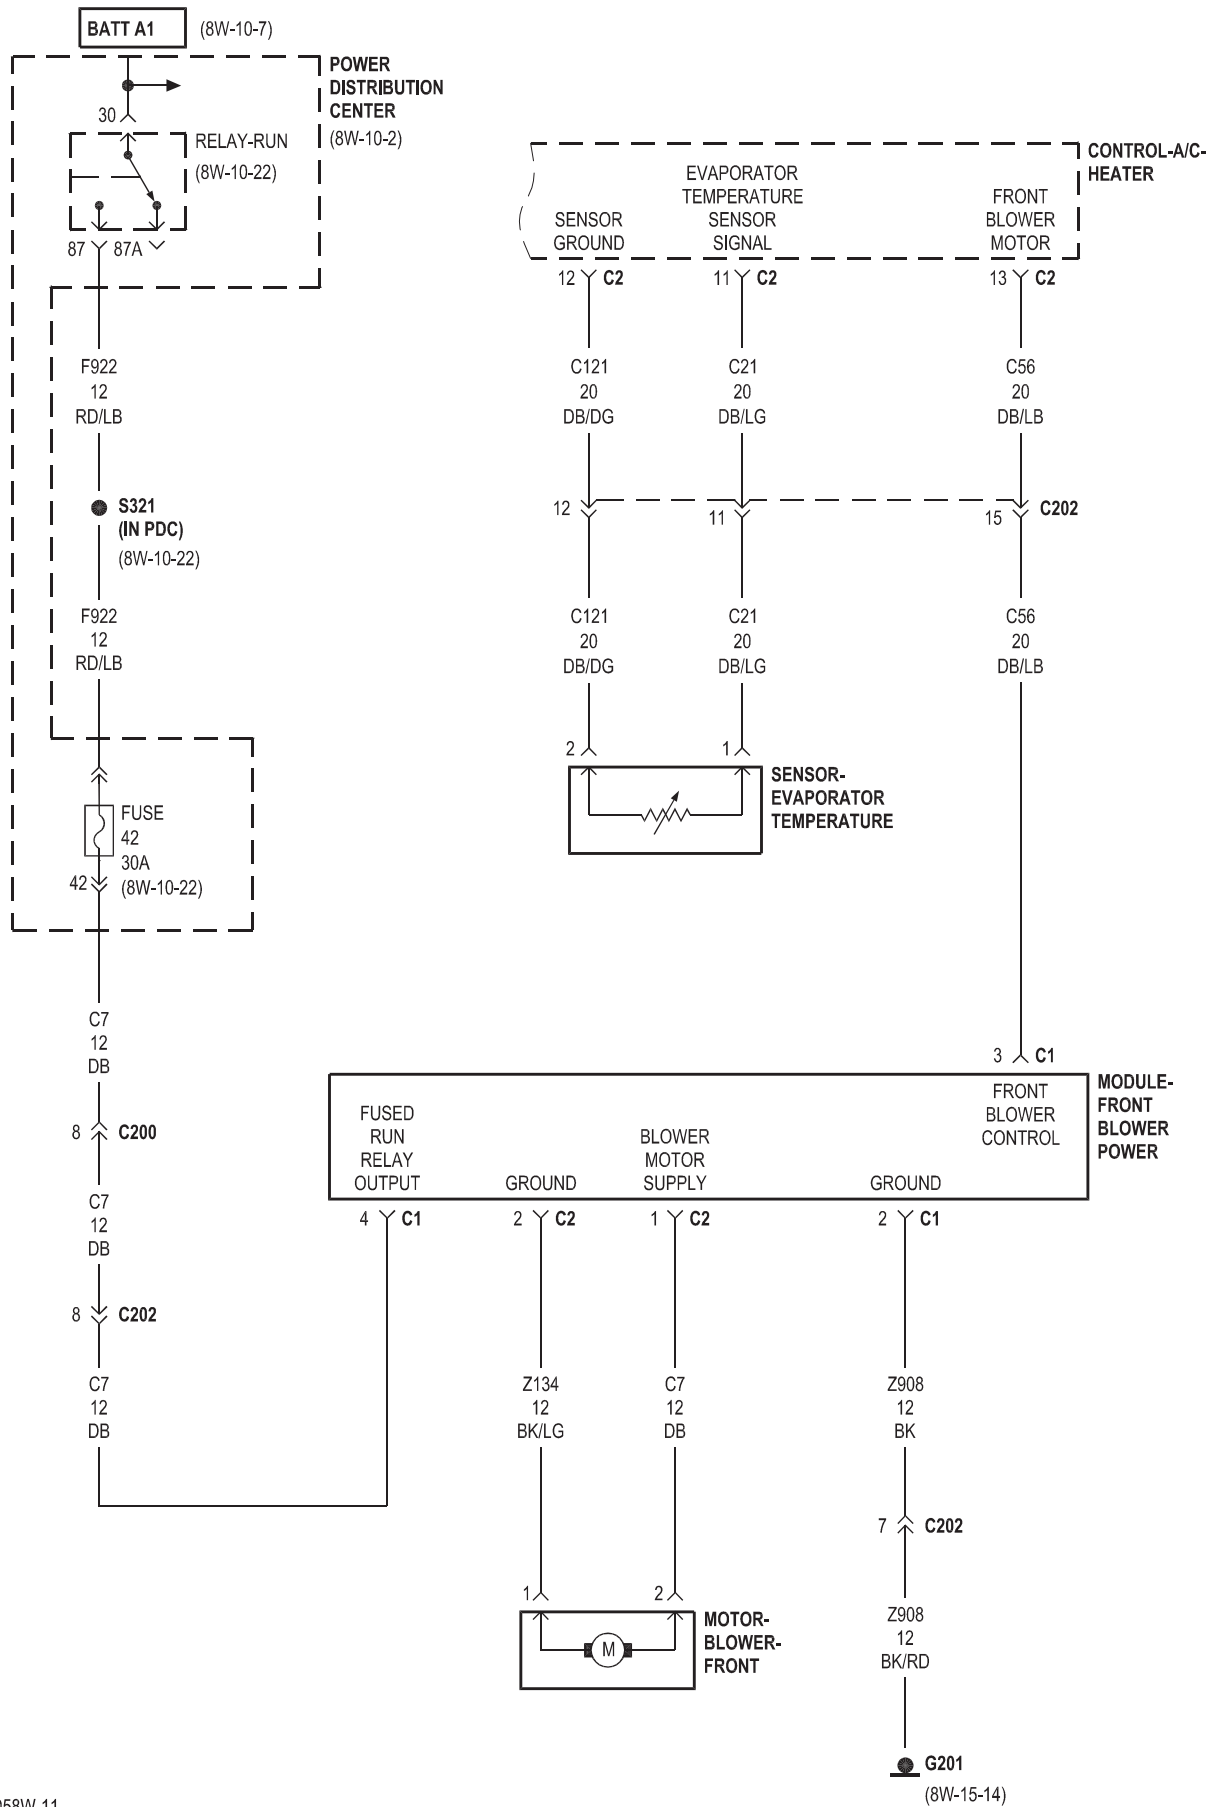 BATT A1
(8W-10-7)
POWER
DISTRIBUTION
CENTER
(8W-10-2)
30
RELAY-RUN
(8W-10-22)
87
87A
F922
12
RD/LB
S321
(IN PDC)
(8W-10-22)
F922
12
RD/LB
FUSE
42
30A
(8W-10-22)
42
C7
12
DB
8
C200
C7
12
DB
8
C202
C7
12
DB
CONTROL-A/C-
HEATER
SENSOR
GROUND
EVAPORATOR
TEMPERATURE
SENSOR
SIGNAL
FRONT
BLOWER
MOTOR
12
C2
11
C2
13
C2
C121
20
DB/DG
C21
20
DB/LG
C56
20
DB/LB
12
11
15
C202
C121
20
DB/DG
C21
20
DB/LG
C56
20
DB/LB
2
1
SENSOR-
EVAPORATOR
TEMPERATURE
3
C1
MODULE-
FRONT
BLOWER
POWER
FUSED
RUN
RELAY
OUTPUT
GROUND
BLOWER
MOTOR
SUPPLY
GROUND
FRONT
BLOWER
CONTROL
4
C1
2
C2
1
C2
2
C1
Z134
12
BK/LG
C7
12
DB
Z908
12
BK
7
C202
1
2
M
MOTOR-
BLOWER-
FRONT
Z908
12
BK/RD
G201
(8W-15-14)